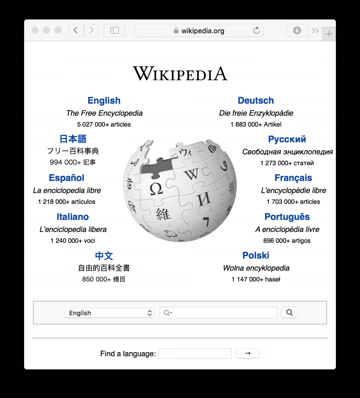 wikipedia.org
WIKIPEDIA
English
The Free Encyclopedia
5 027 000+ articles
Deutsch
Die freie Enzyklopädie
1 883 000+ Artikel
日本語
フリー百科事典
994 000+ 記事
Русский
Свободная энциклопедия
1 273 000+ статей
Español
La enciclopedia libre
1 218 000+ artículos
Français
L'encyclopédie libre
1 703 000+ articles
Italiano
L'enciclopedia libera
1 240 000+ voci
Português
A enciclopédia livre
896 000+ artigos
中文
自由的百科全書
850 000+ 條目
Polski
Wolna encyklopedia
1 147 000+ haseł
Ω
W
И
維
English
Find a language: